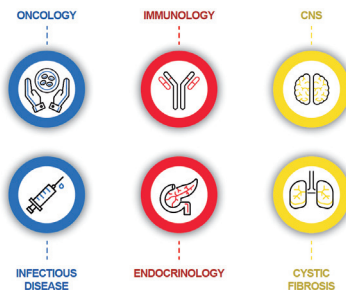 ONCOLOGY
IMMUNOLOGY
CNS
INFECTIOUS
DISEASE
ENDOCRINOLOGY
CYSTIC
FIBROSIS